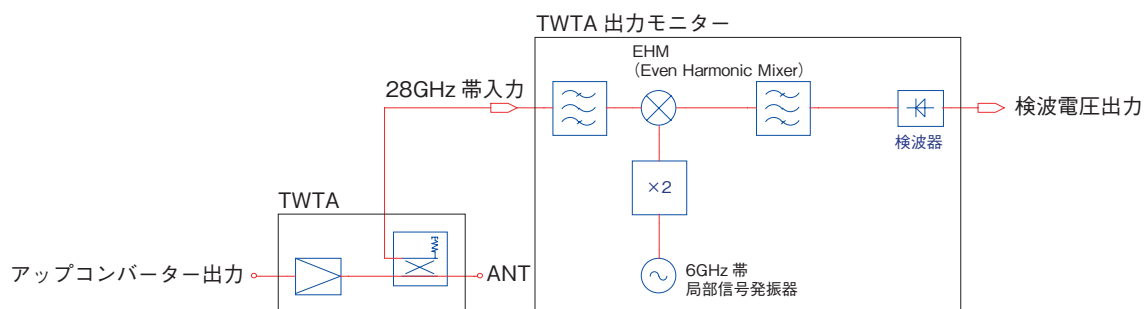 TWTA 出力モニター
EHM
（Even Harmonic Mixer）
28GHz 帯入力
検波電圧出力
検波器
×2
TWTA
アップコンバーター出力
ANT
6GHz 帯
局部信号発振器